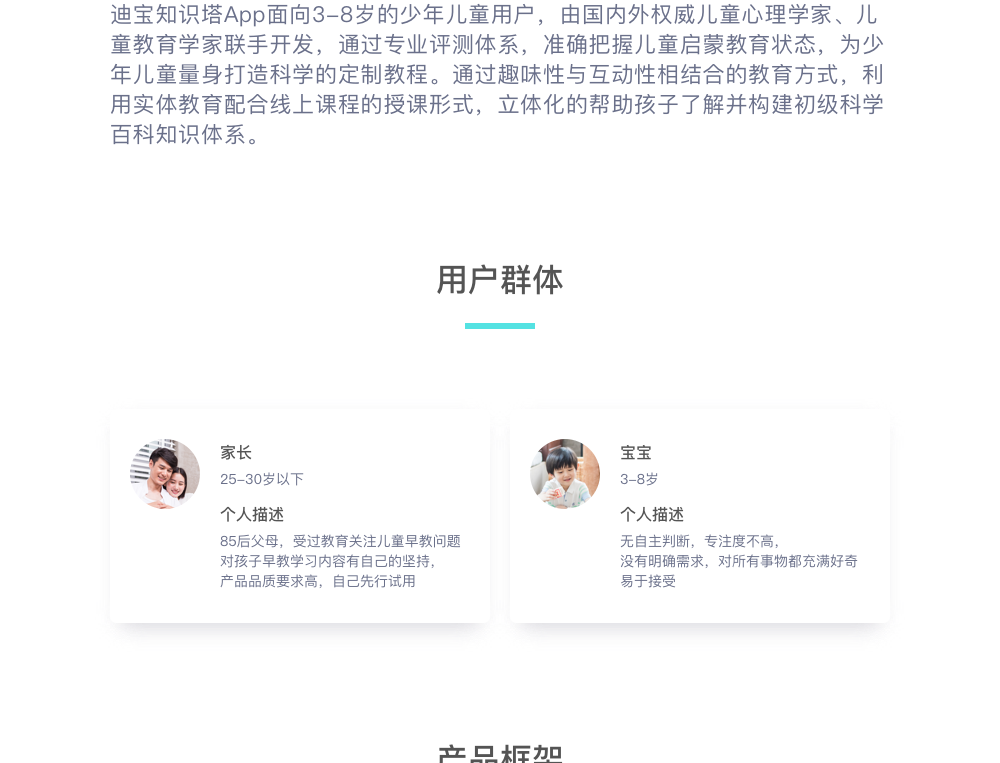 迪宝知识塔App面向3-8岁的少年儿童用户，由国内外权威儿童心理学家、儿
童教育学家联手开发，通过专业评测体系，准确把握儿童启蒙教育状态，为少
年儿童量身打造科学的定制教程。通过趣味性与互动性相结合的教育方式，利
用实体教育配合线上课程的授课形式，立体化的帮助孩子了解并构建初级科学
百科知识体系。
用户群体
家长
25-30岁以下
个人描述
85后父母，受过教育关注儿童早教问题
对孩子早教学习内容有自己的坚持，
产品品质要求高，自己先行试用
宝宝
3-8岁
个人描述
无自主判断，专注度不高，
没有明确需求，对所有事物都充满好奇
易于接受
产品框架